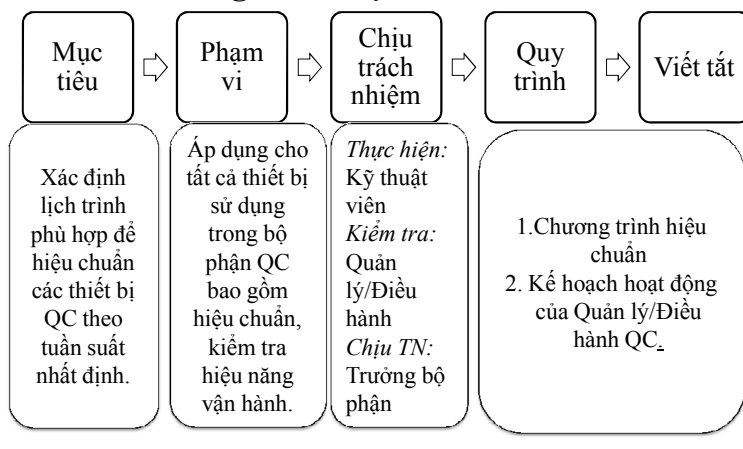 Mục
tiêu
Phạm
vi
Chịu
trách
nhiệm
Quy
trình
Viết tắt
Xác định
lịch trình
phù hợp để
hiệu chuẩn
các thiết bị
QC theo
tuần suất
nhất định.
Áp dụng cho
tất cả thiết bị
sử dụng
trong bộ
phận QC
bao gồm
hiệu chuẩn,
kiểm tra
hiệu năng
vận hành.
Thực hiện:
Kỹ thuật
viên
Kiểm tra:
Quản
lý/Điều
hành
Chịu TN:
Trưởng bộ
phận
1.Chương trình hiệu
chuẩn
2. Kế hoạch hoạt động
của Quản lý/Điều
hành QC.